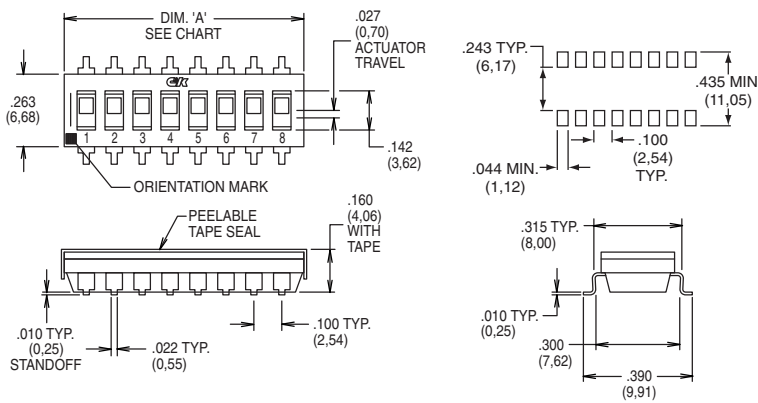 DIM. 'A'
SEE CHART
.027
(0,70)
ACTUATOR
TRAVEL
.263
(6,68)
C&K
1 2 3 4 5 6 7 8
.142
(3,62)
ORIENTATION MARK
.243 TYP.
(6,17)
.435 MIN
(11,05)
.044 MIN.
(1,12)
.100
(2,54)
TYP.
PEELABLE
TAPE SEAL
.160
(4,06)
WITH
TAPE
.010 TYP.
(0,25)
STANDOFF
.022 TYP.
(0,55)
.100 TYP.
(2,54)
.315 TYP.
(8,00)
.010 TYP.
(0,25)
.300
(7,62)
.390
(9,91)